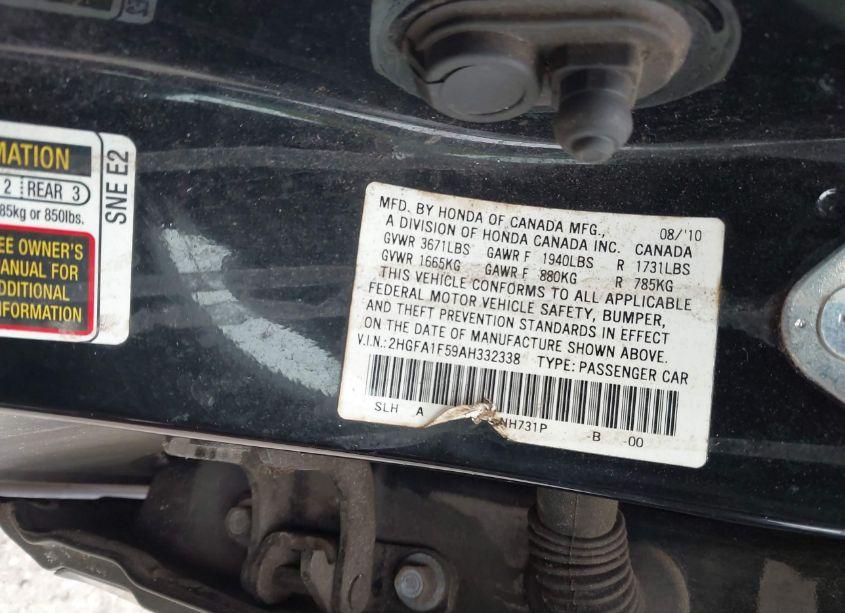 MATION
2 REAR 3
85kg or 850lbs.
EE OWNER'S
MANUAL FOR
ADDITIONAL
INFORMATION
SNE E2
MFD. BY HONDA OF CANADA MFG., 08/'10
A DIVISION OF HONDA CANADA INC. CANADA
GVWR 3671LBS GAWR F 1940LBS R 1731LBS
GVWR 1665KG GAWR F 880KG R 785KG
THIS VEHICLE CONFORMS TO ALL APPLICABLE
FEDERAL MOTOR VEHICLE SAFETY, BUMPER,
AND THEFT PREVENTION STANDARDS IN EFFECT
ON THE DATE OF MANUFACTURE SHOWN ABOVE.
V.I.N.: 2HGFA1F59AH332338 TYPE: PASSENGER CAR
SLH A NH731P -B -00